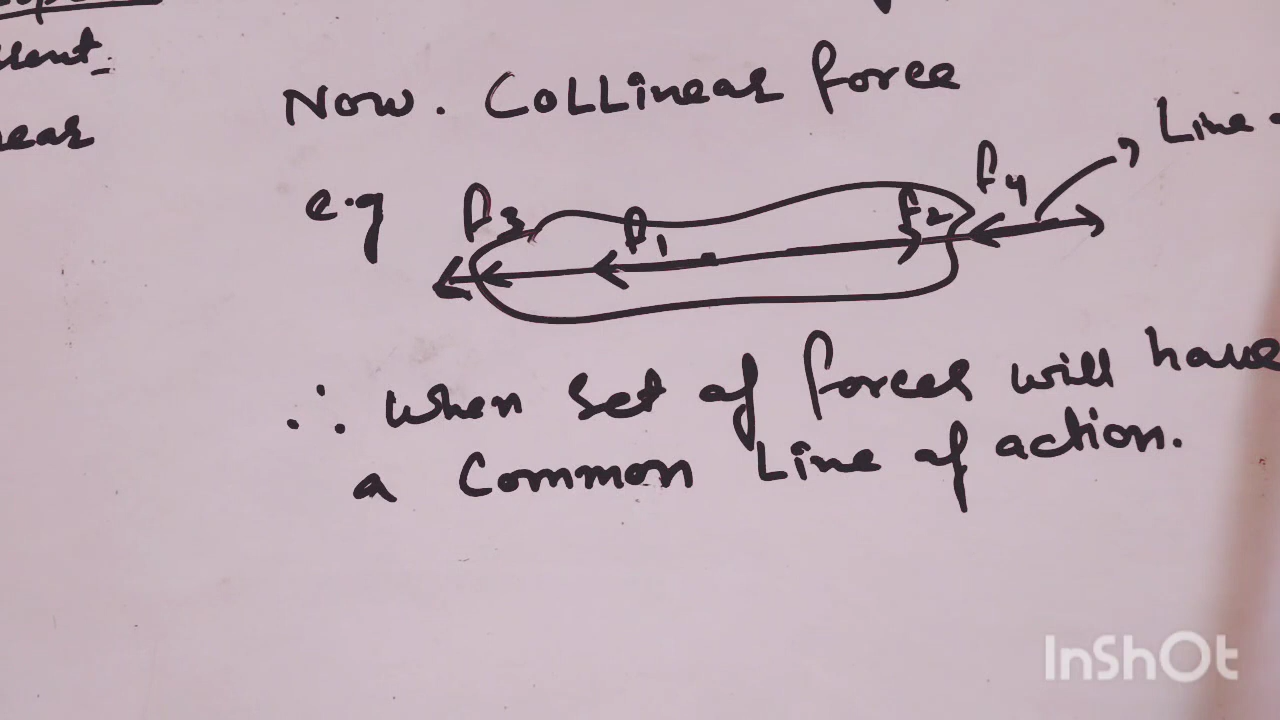 Now. Collinear force
Line
e.g
f3
f1
f2
f4
∴ when set of forces will have
a common Line of action.
InShOt